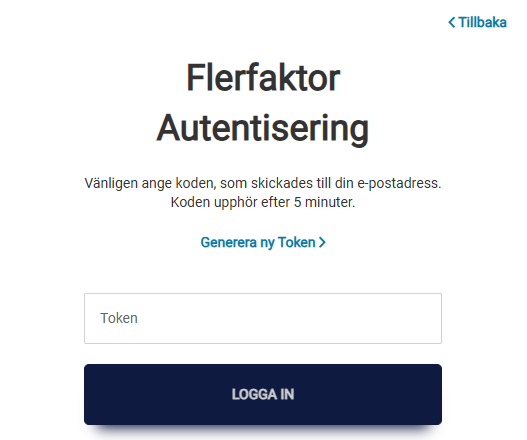 Tillbaka
Flerfaktor
Autentisering
Vänligen ange koden, som skickades till din e-postadress.
Koden upphör efter 5 minuter.
Generera ny Token
Token
LOGGA IN